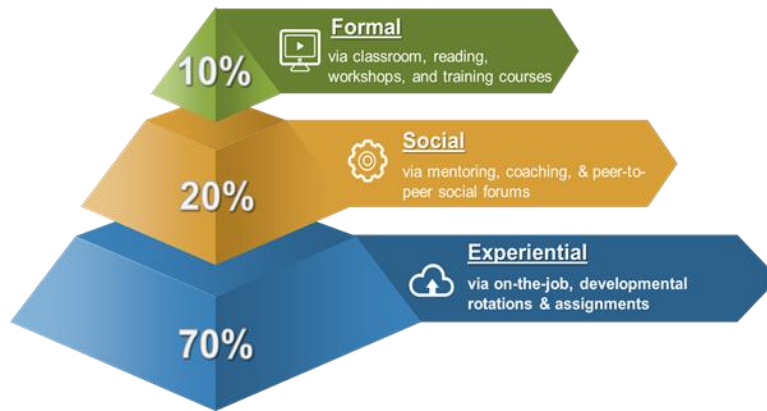 10%
Formal
via classroom, reading,
workshops, and training courses
20%
Social
via mentoring, coaching, & peer-to-
peer social forums
70%
Experiential
via on-the-job, developmental
rotations & assignments